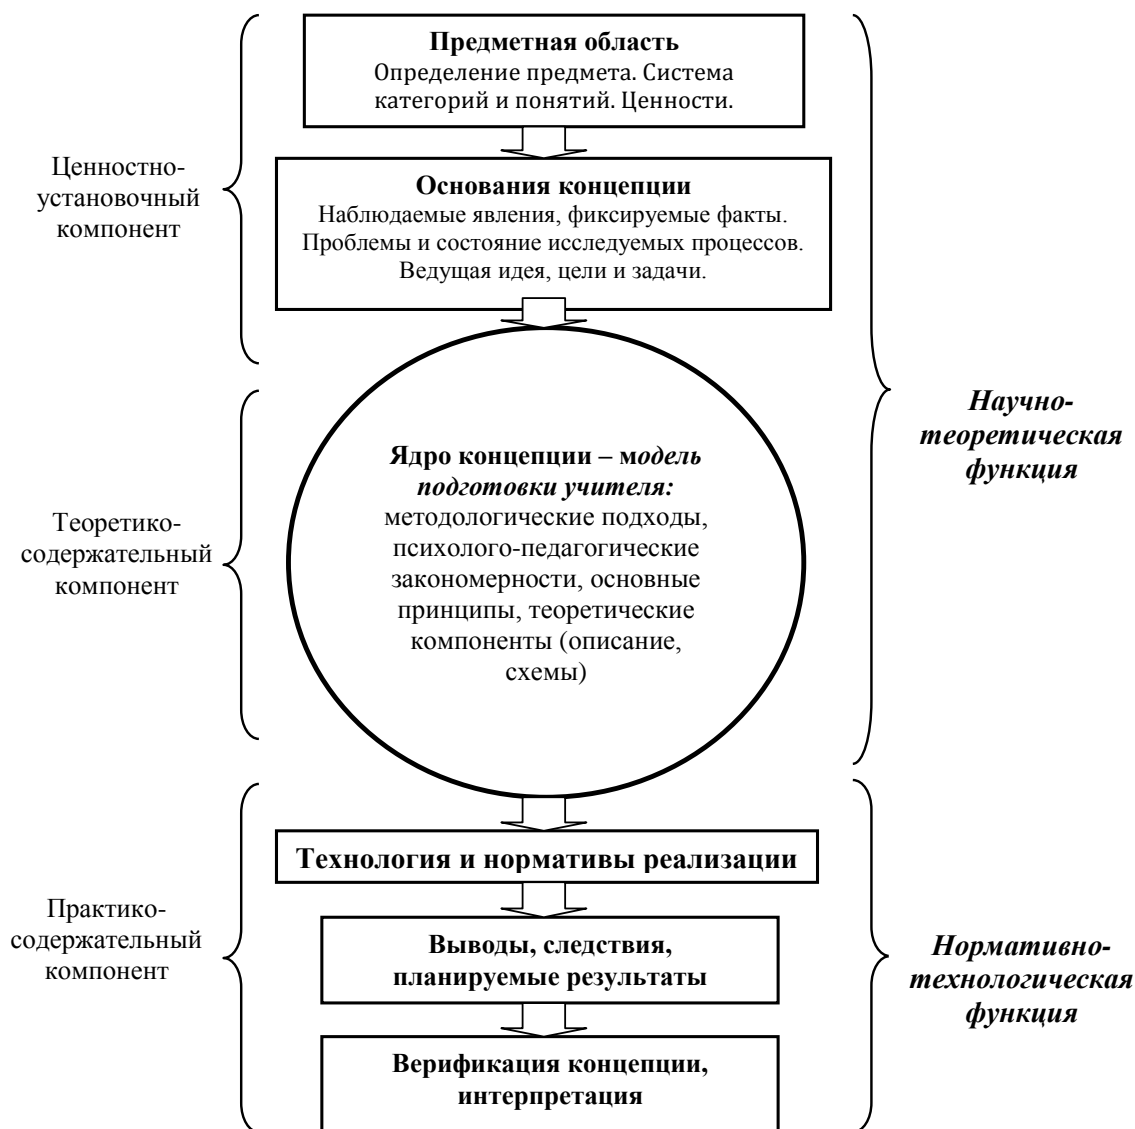 Предметная область
Определение предмета. Система
категорий и понятий. Ценности.
Ценностно-
установочный
компонент
Основания концепции
Наблюдаемые явления, фиксируемые факты.
Проблемы и состояние исследуемых процессов.
Ведущая идея, цели и задачи.
Научно-
теоретическая
функция
Теоретико-
содержательный
компонент
Ядро концепции – модель
подготовки учителя:
методологические подходы,
психолого-педагогические
закономерности, основные
принципы, теоретические
компоненты (описание,
схемы)
Технология и нормативы реализации
Практико-
содержательный
компонент
Выводы, следствия,
планируемые результаты
Нормативно-
технологическая
функция
Верификация концепции,
интерпретация